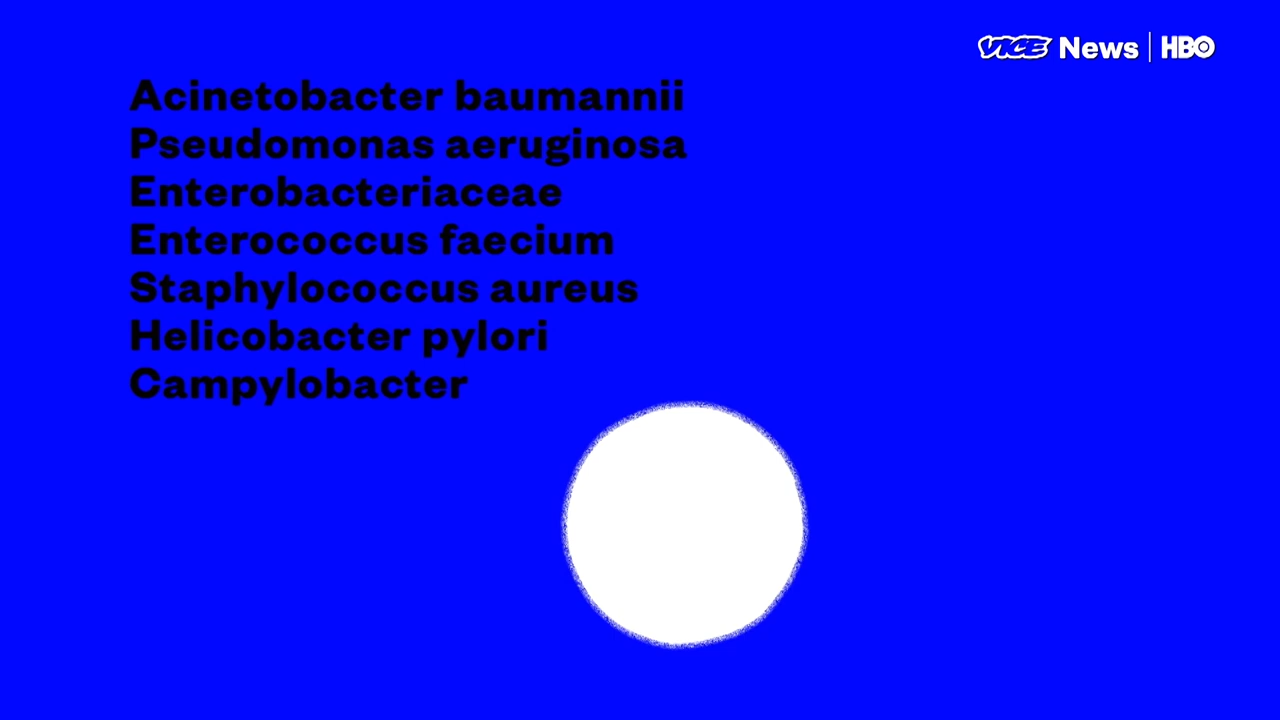 VICE News | HBO
Acinetobacter baumannii
Pseudomonas aeruginosa
Enterobacteriaceae
Enterococcus faecium
Staphylococcus aureus
Helicobacter pylori
Campylobacter